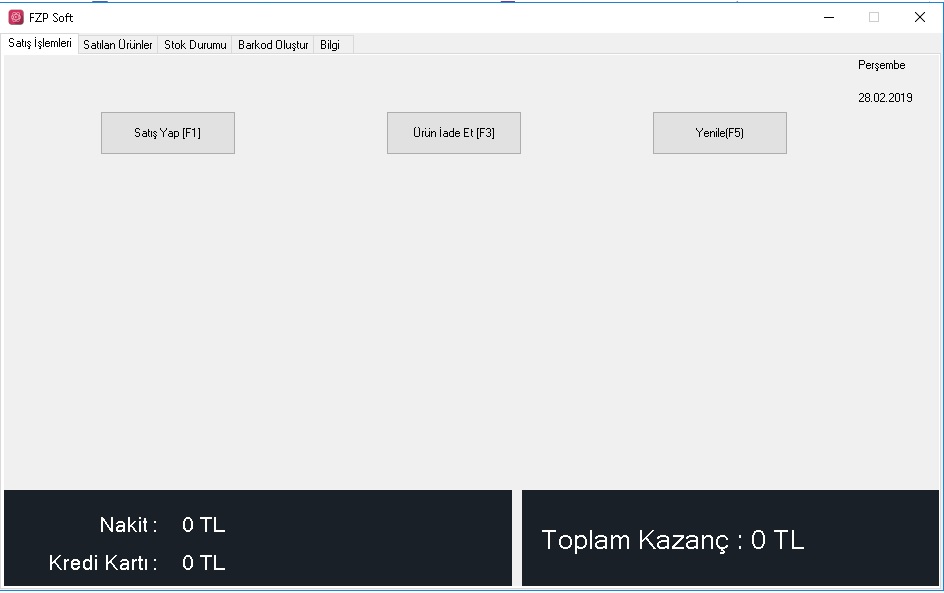 FZP Soft
Satış İşlemleri Satılan Ürünler Stok Durumu Barkod Oluştur Bilgi
Perşembe
28.02.2019
Satış Yap [F1] Ürün İade Et [F3] Yenile(F5)
Nakit : 0 TL
Kredi Kartı : 0 TL
Toplam Kazanç : 0 TL